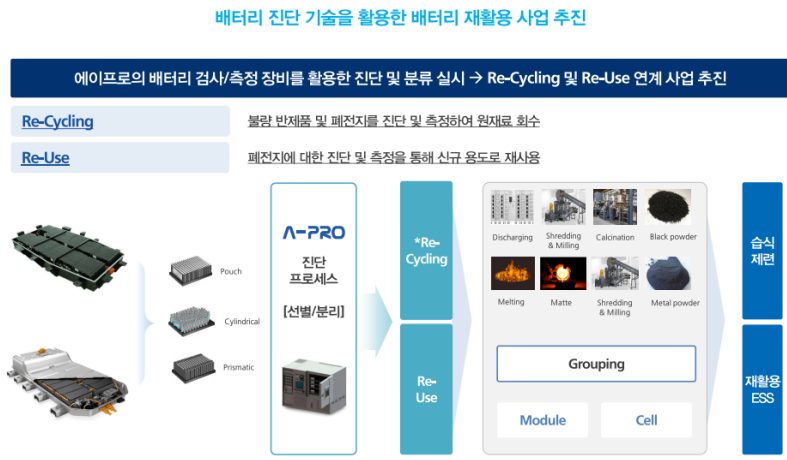 배터리 진단 기술을 활용한 배터리 재활용 사업 추진
에이프로의 배터리 검사/측정 장비를 활용한 진단 및 분류 실시 → Re-Cycling 및 Re-Use 연계 사업 추진
Re-Cycling
불량 반제품 및 폐전지를 진단 및 측정하여 원재료 회수
Re-Use
폐전지에 대한 진단 및 측정을 통해 신규 용도로 재사용
Pouch
Cylindrical
Prismatic
A-PRO
진단
프로세스
[선별/분리]
*Re-
Cycling
Re-
Use
Discharging
Shredding
& Milling
Calcination
Black powder
Melting
Matte
Shredding
& Milling
Metal powder
Grouping
Module
Cell
습식
제련
재활용
ESS